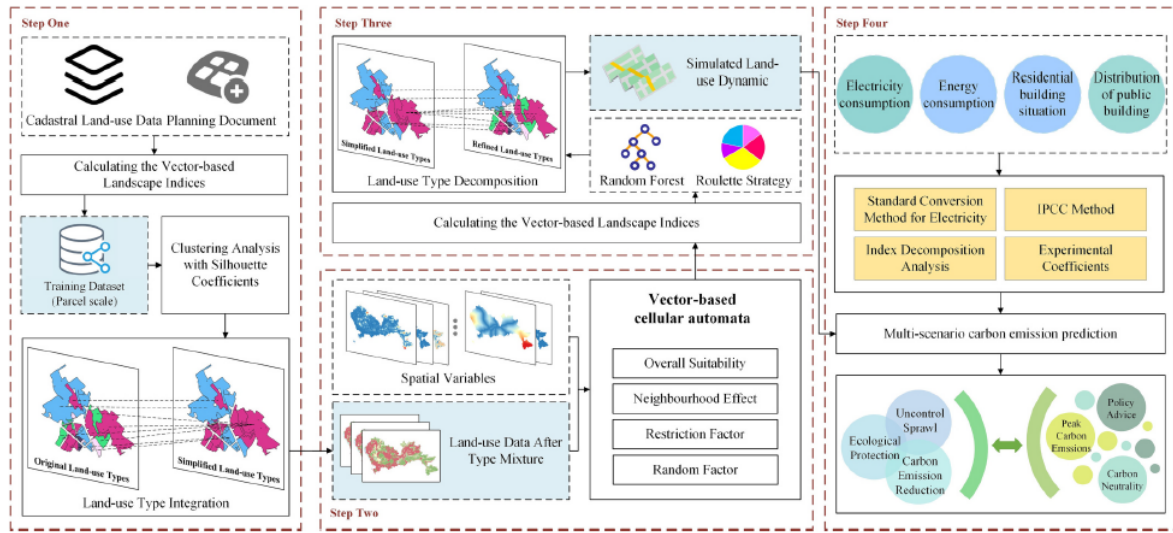 Step One
Cadastral Land-use Data Planning Document
Calculating the Vector-based
Landscape Indices
Training Dataset
(Parcel scale)
Clustering Analysis
with Silhouette
Coefficients
Original Land-use Types
Simplified Land-use Types
Land-use Type Integration
Step Three
Simplified Land-use Types
Refined Land-use Types
Land-use Type Decomposition
Simulated Land-
use Dynamic
Random Forest
Roulette Strategy
Calculating the Vector-based Landscape Indices
Spatial Variables
Land-use Data After
Type Mixture
Vector-based
cellular automata
Overall Suitability
Neighbourhood Effect
Restriction Factor
Random Factor
Step Two
Step Four
Electricity
consumption
Energy
consumption
Residential
building
situation
Distribution
of public
building
Standard Conversion
Method for Electricity
IPCC Method
Index Decomposition
Analysis
Experimental
Coefficients
Multi-scenario carbon emission prediction
Uncontrol
Sprawl
Ecological
Protection
Carbon
Emission
Reduction
Peak
Carbon
Emssions
Policy
Advice
Carbon
Neutrality